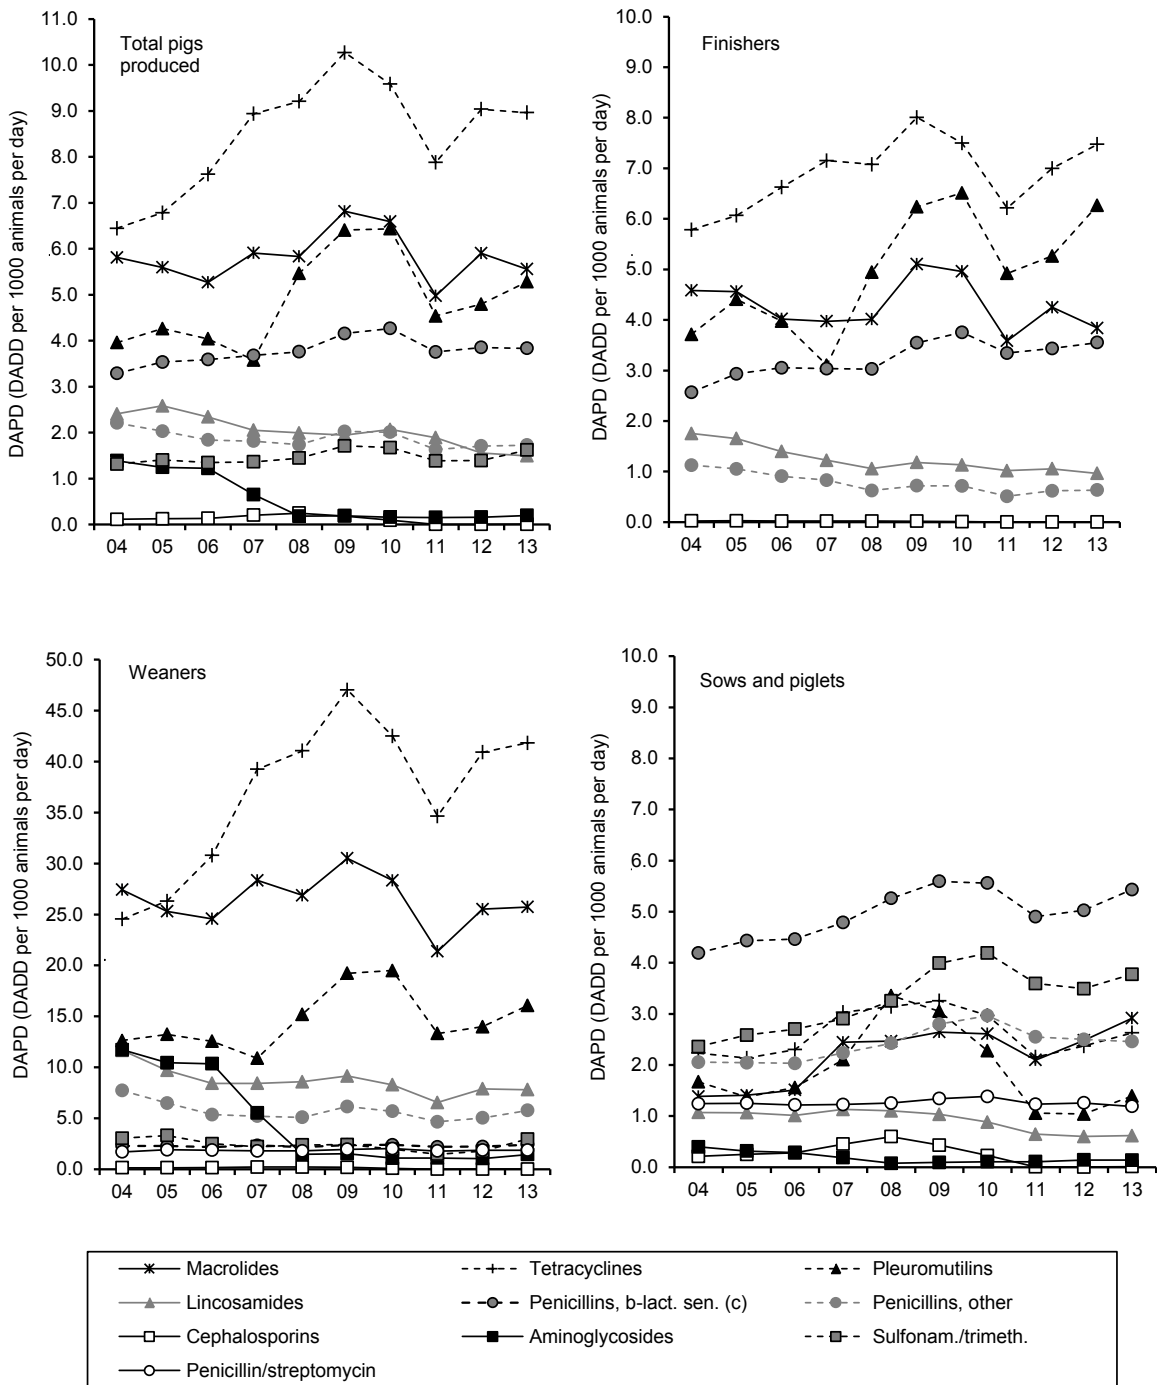 Total pigs
produced
DAPD (DADD per 1000 animals per day)
11.0
10.0
9.0
8.0
7.0
6.0
5.0
4.0
3.0
2.0
1.0
0.0
04 05 06 07 08 09 10 11 12 13
Finishers
DAPD (DADD per 1000 animals per day)
10.0
9.0
8.0
7.0
6.0
5.0
4.0
3.0
2.0
1.0
0.0
04 05 06 07 08 09 10 11 12 13
Weaners
DAPD (DADD per 1000 animals per day)
50.0
45.0
40.0
35.0
30.0
25.0
20.0
15.0
10.0
5.0
0.0
04 05 06 07 08 09 10 11 12 13
Sows and piglets
DAPD (DADD per 1000 animals per day)
10.0
9.0
8.0
7.0
6.0
5.0
4.0
3.0
2.0
1.0
0.0
04 05 06 07 08 09 10 11 12 13
Macrolides Tetracyclines Pleuromutilins
Lincosamides Penicillins, b-lact. sen. (c) Penicillins, other
Cephalosporins Aminoglycosides Sulfonam./trimeth.
Penicillin/streptomycin